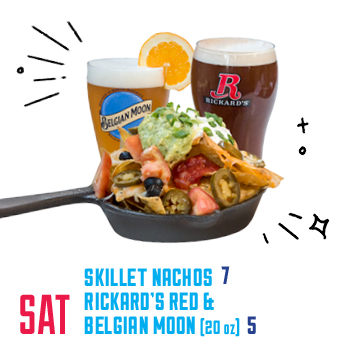 BELGIAN MOON
R
RICKARD'S
SAT
SKILLET NACHOS 7
RICKARD'S RED &
BELGIAN MOON (20 oz) 5